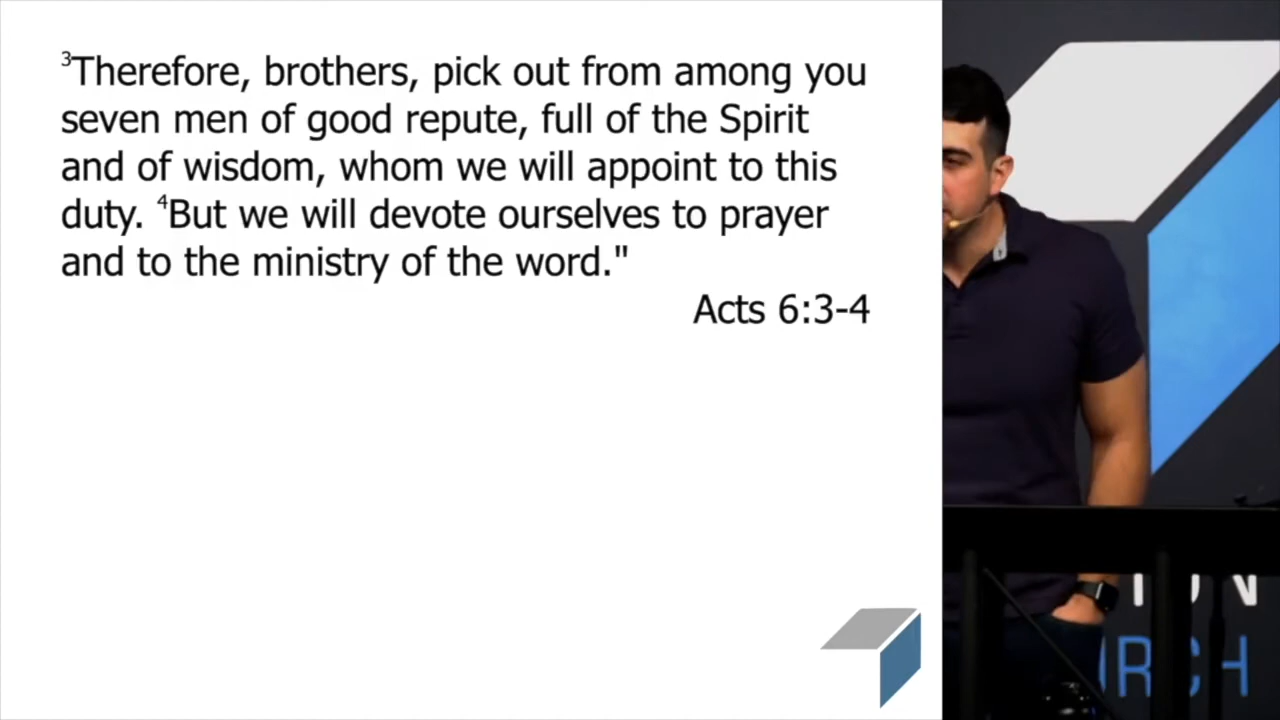 ³Therefore, brothers, pick out from among you
seven men of good repute, full of the Spirit
and of wisdom, whom we will appoint to this
duty. ⁴But we will devote ourselves to prayer
and to the ministry of the word."
Acts 6:3-4